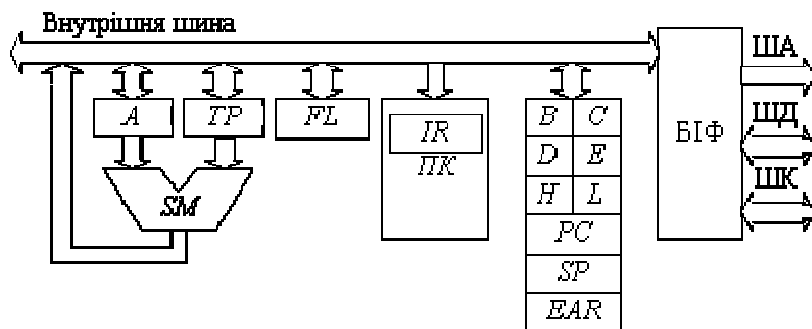 Внутрішня шина
ША
A
TP
FL
IR
ПК
B C
D E
H L
PC
SP
EAR
БІФ
ШД
ШК
SM